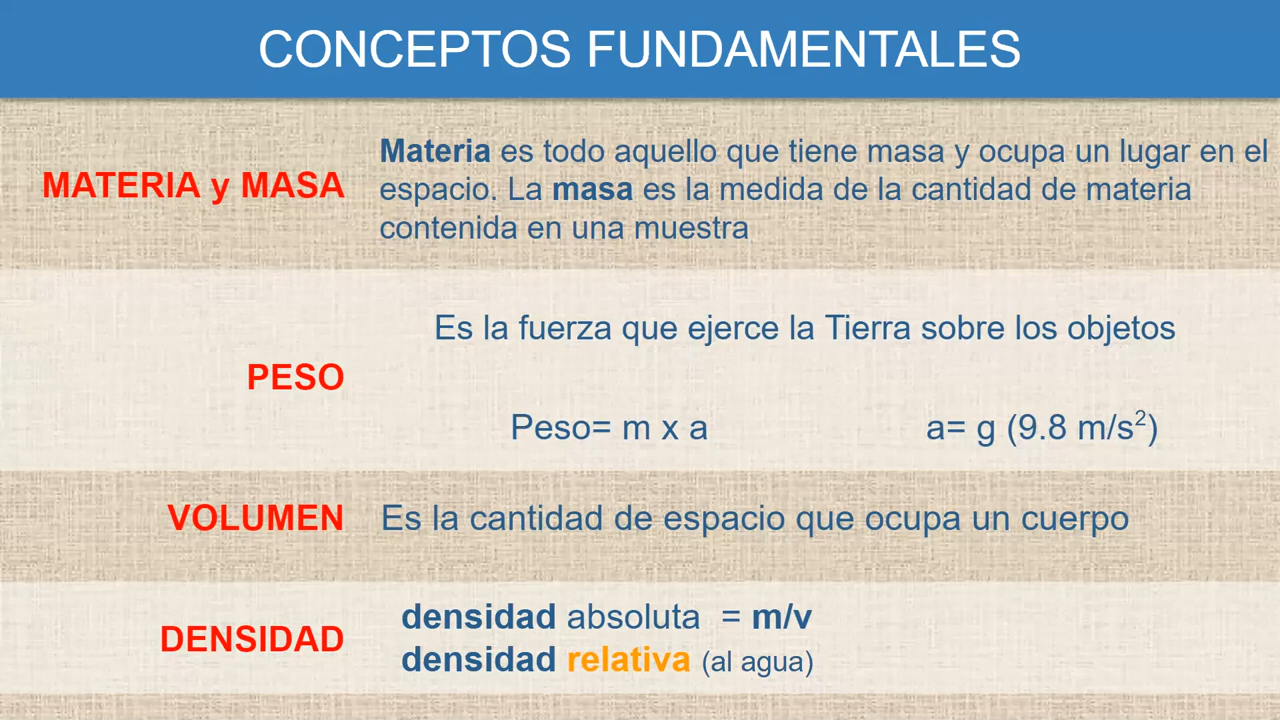 CONCEPTOS FUNDAMENTALES
MATERIA y MASA
Materia es todo aquello que tiene masa y ocupa un lugar en el
espacio. La masa es la medida de la cantidad de materia
contenida en una muestra
PESO
Es la fuerza que ejerce la Tierra sobre los objetos
Peso= m x a a= g (9.8 m/s²)
VOLUMEN
Es la cantidad de espacio que ocupa un cuerpo
DENSIDAD
densidad absoluta = m/v
densidad relativa (al agua)